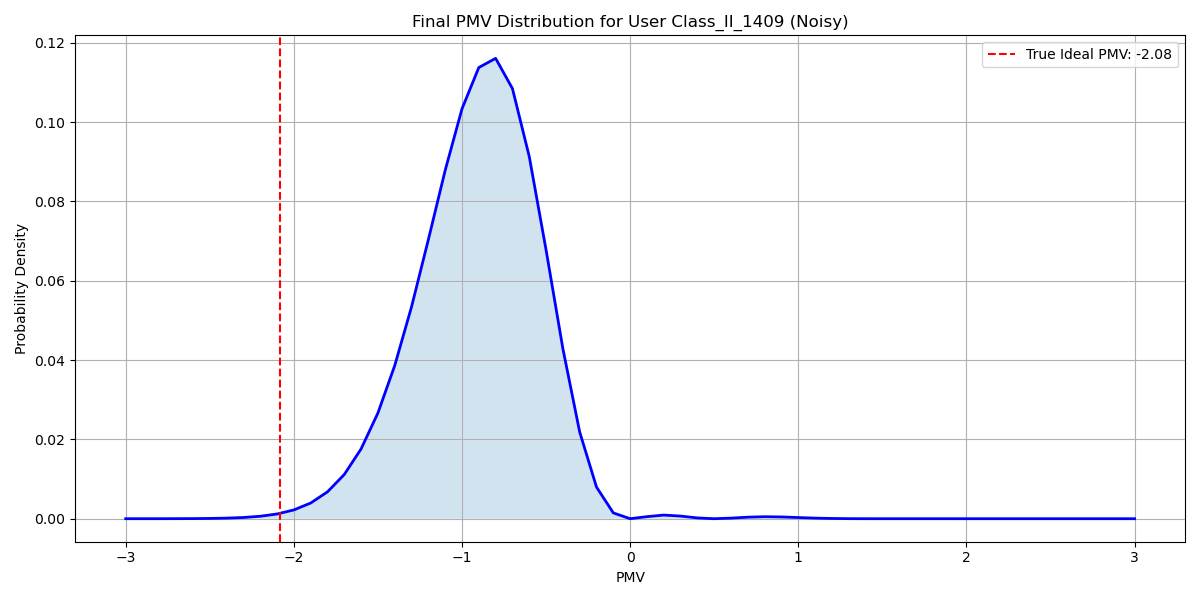 Final PMV Distribution for User Class_II_1409 (Noisy)
True Ideal PMV: -2.08
Probability Density
0.12
0.10
0.08
0.06
0.04
0.02
0.00
−3 −2 −1 0 1 2 3
PMV